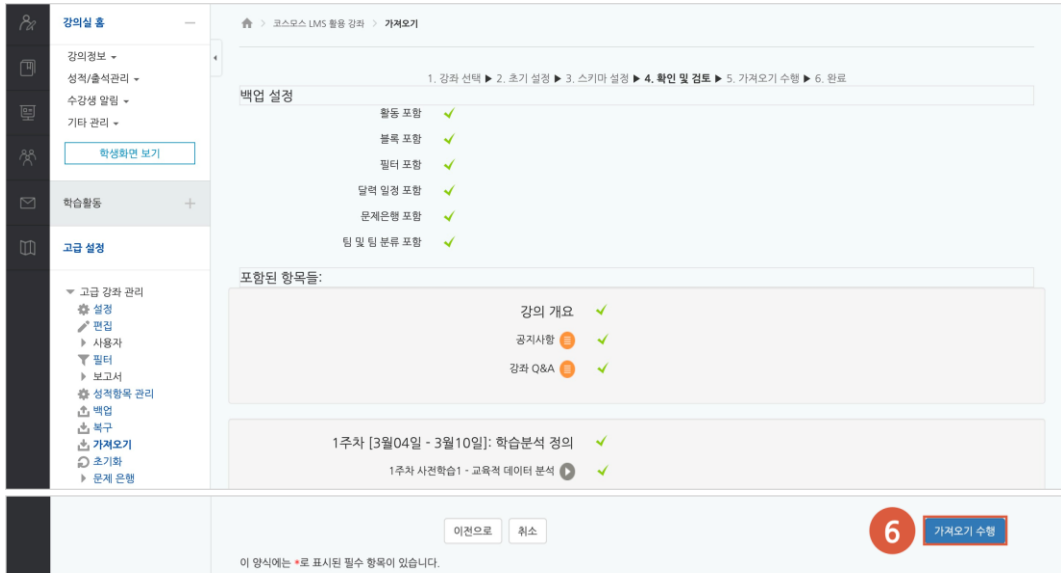 강의실 홈
강의정보
성적/출석관리
수강생 알림
기타 관리
학생화면 보기
학습활동
고급 설정
고급 강좌 관리
설정
편집
사용자
필터
보고서
성적항목 관리
백업
복구
가져오기
초기화
문제 은행
코스모스 LMS 활용 강좌 > 가져오기
1. 강좌 선택 ▶ 2. 초기 설정 ▶ 3. 스키마 설정 ▶ 4. 확인 및 검토 ▶ 5. 가져오기 수행 ▶ 6. 완료
백업 설정
활동 포함
블록 포함
필터 포함
달력 일정 포함
문제은행 포함
팀 및 팀 분류 포함
포함된 항목들:
강의 개요
공지사항
강좌 Q&A
1주차 [3월04일 - 3월10일]: 학습분석 정의
1주차 사전학습1 - 교육적 데이터 분석
이전으로 취소
6 가져오기 수행
이 양식에는 *로 표시된 필수 항목이 있습니다.